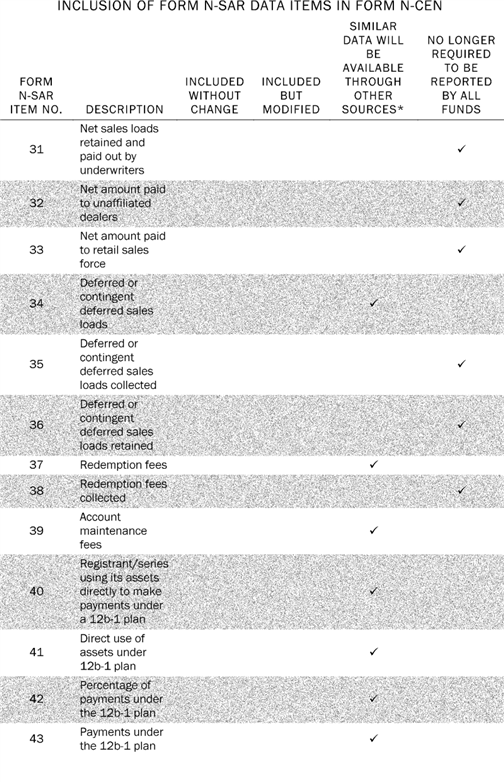 INCLUSION OF FORM N-SAR DATA ITEMS IN FORM N-CEN
FORM
N-SAR
ITEM NO.
DESCRIPTION
INCLUDED
WITHOUT
CHANGE
INCLUDED
BUT
MODIFIED
SIMILAR
DATA WILL
BE
AVAILABLE
THROUGH
OTHER
SOURCES*
NO LONGER
REQUIRED
TO BE
REPORTED
BY ALL
FUNDS
31
Net sales loads
retained and
paid out by
underwriters
✓
32
Net amount paid
to unaffiliated
dealers
✓
33
Net amount paid
to retail sales
force
✓
34
Deferred or
contingent
deferred sales
loads
✓
35
Deferred or
contingent
deferred sales
loads collected
✓
36
Deferred or
contingent
deferred sales
loads retained
✓
37
Redemption fees
✓
38
Redemption fees
collected
✓
39
Account
maintenance
fees
✓
40
Registrant/series
using its assets
directly to make
payments under
a 12b-1 plan
✓
41
Direct use of
assets under
12b-1 plan
✓
42
Percentage of
payments under
the 12b-1 plan
✓
43
Payments under
the 12b-1 plan
✓